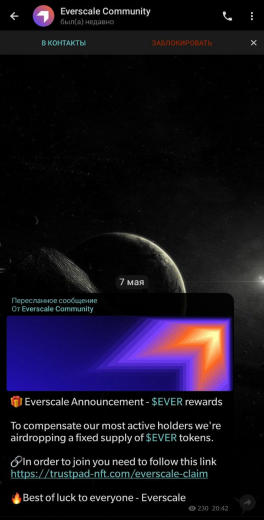 Everscale Community
был(а) недавно
В КОНТАКТЫ
ЗАБЛОКИРОВАТЬ
7 мая
Пересланное сообщение
От Everscale Community
Everscale Announcement - $EVER rewards
To compensate our most active holders we're
airdropping a fixed supply of $EVER tokens.
In order to join you need to follow this link
https://trustpad-nft.com/everscale-claim
Best of luck to everyone - Everscale
230 20:42